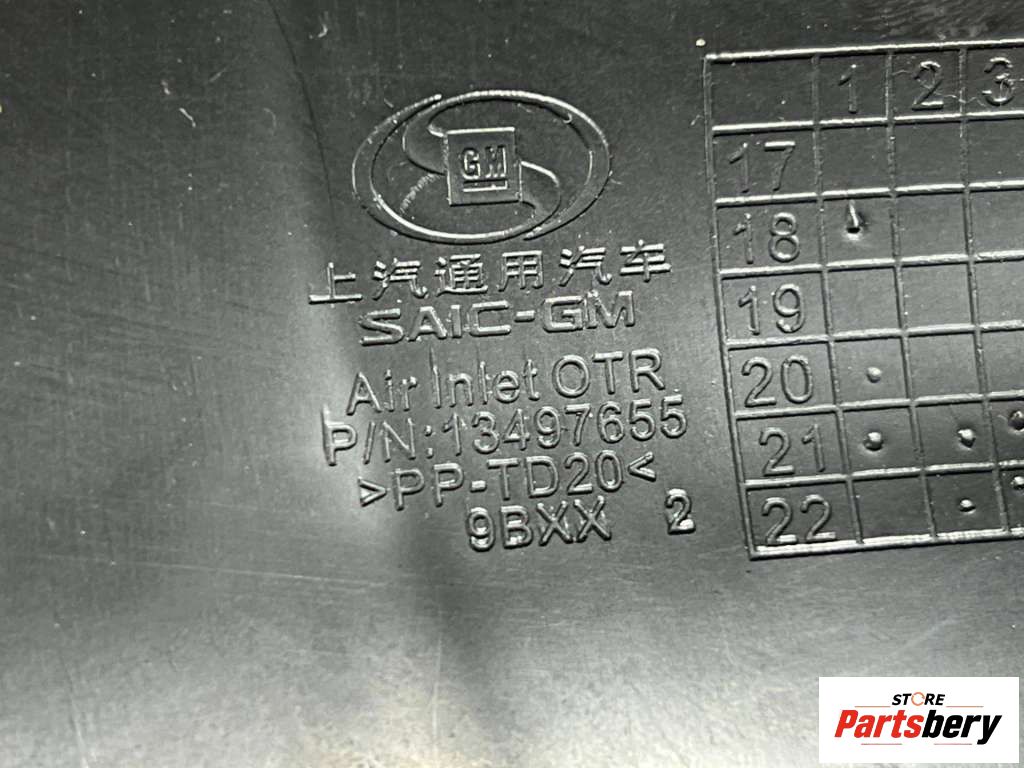 GM
上汽通用汽车
SAIC-GM
Air Inlet OTR
P/N:13497655
>PP-TD20<
9BXX 2
1 2 3
17
18
19
20
21
22
STORE
Partsbery